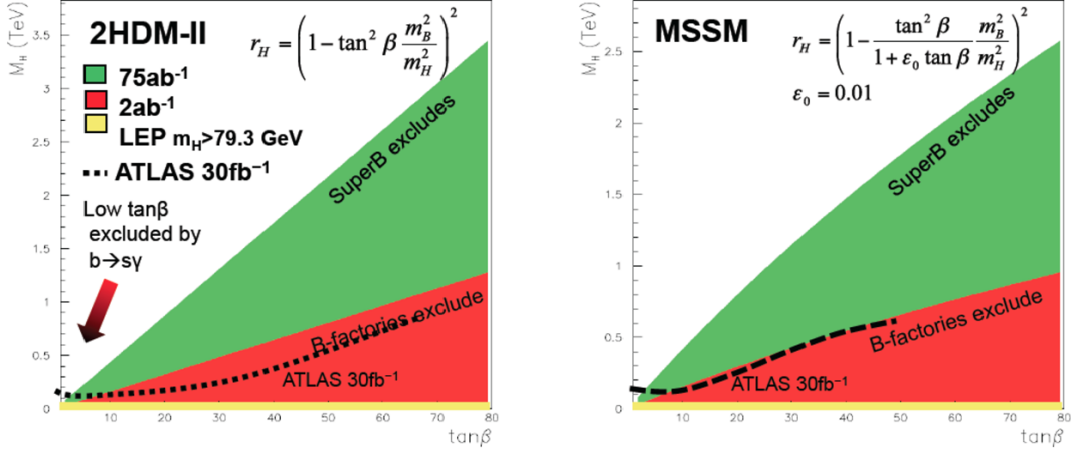 M_H (TeV)
2HDM-II
r_H = (1 − tan² β m_B²/m_H²)²
75ab⁻¹
2ab⁻¹
LEP m_H>79.3 GeV
ATLAS 30fb⁻¹
Low tanβ
excluded by
b→sγ
SuperB excludes
B-factories exclude
ATLAS 30fb⁻¹
3.5
3
2.5
2
1.5
1
0.5
0
10 20 30 40 50 60 70 80
tanβ
M_H (TeV)
MSSM
r_H = (1 − tan² β/(1 + ε₀ tan β) m_B²/m_H²)²
ε₀ = 0.01
SuperB excludes
B-factories exclude
ATLAS 30fb⁻¹
2.5
2
1.5
1
0.5
0
10 20 30 40 50 60 70 80
tanβ